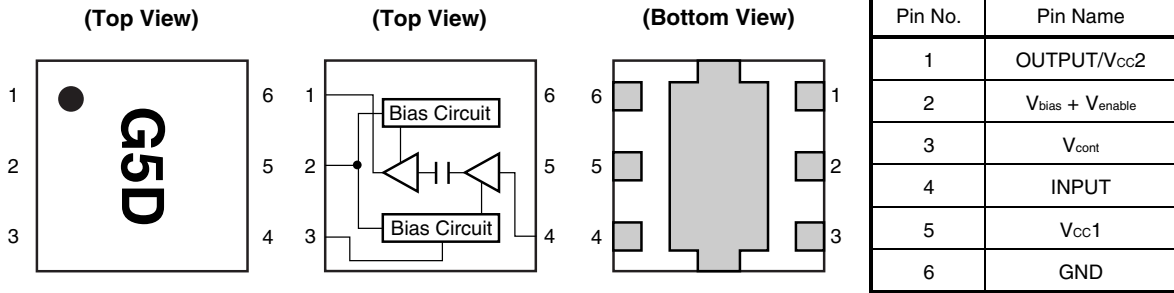 (Top View)
1
2
3
G5D
6
5
4
(Top View)
1
2
3
Bias Circuit
Bias Circuit
6
5
4
(Bottom View)
6
5
4
1
2
3
Pin No. Pin Name
1 OUTPUT/Vcc2
2 Vbias + Venable
3 Vcont
4 INPUT
5 Vcc1
6 GND